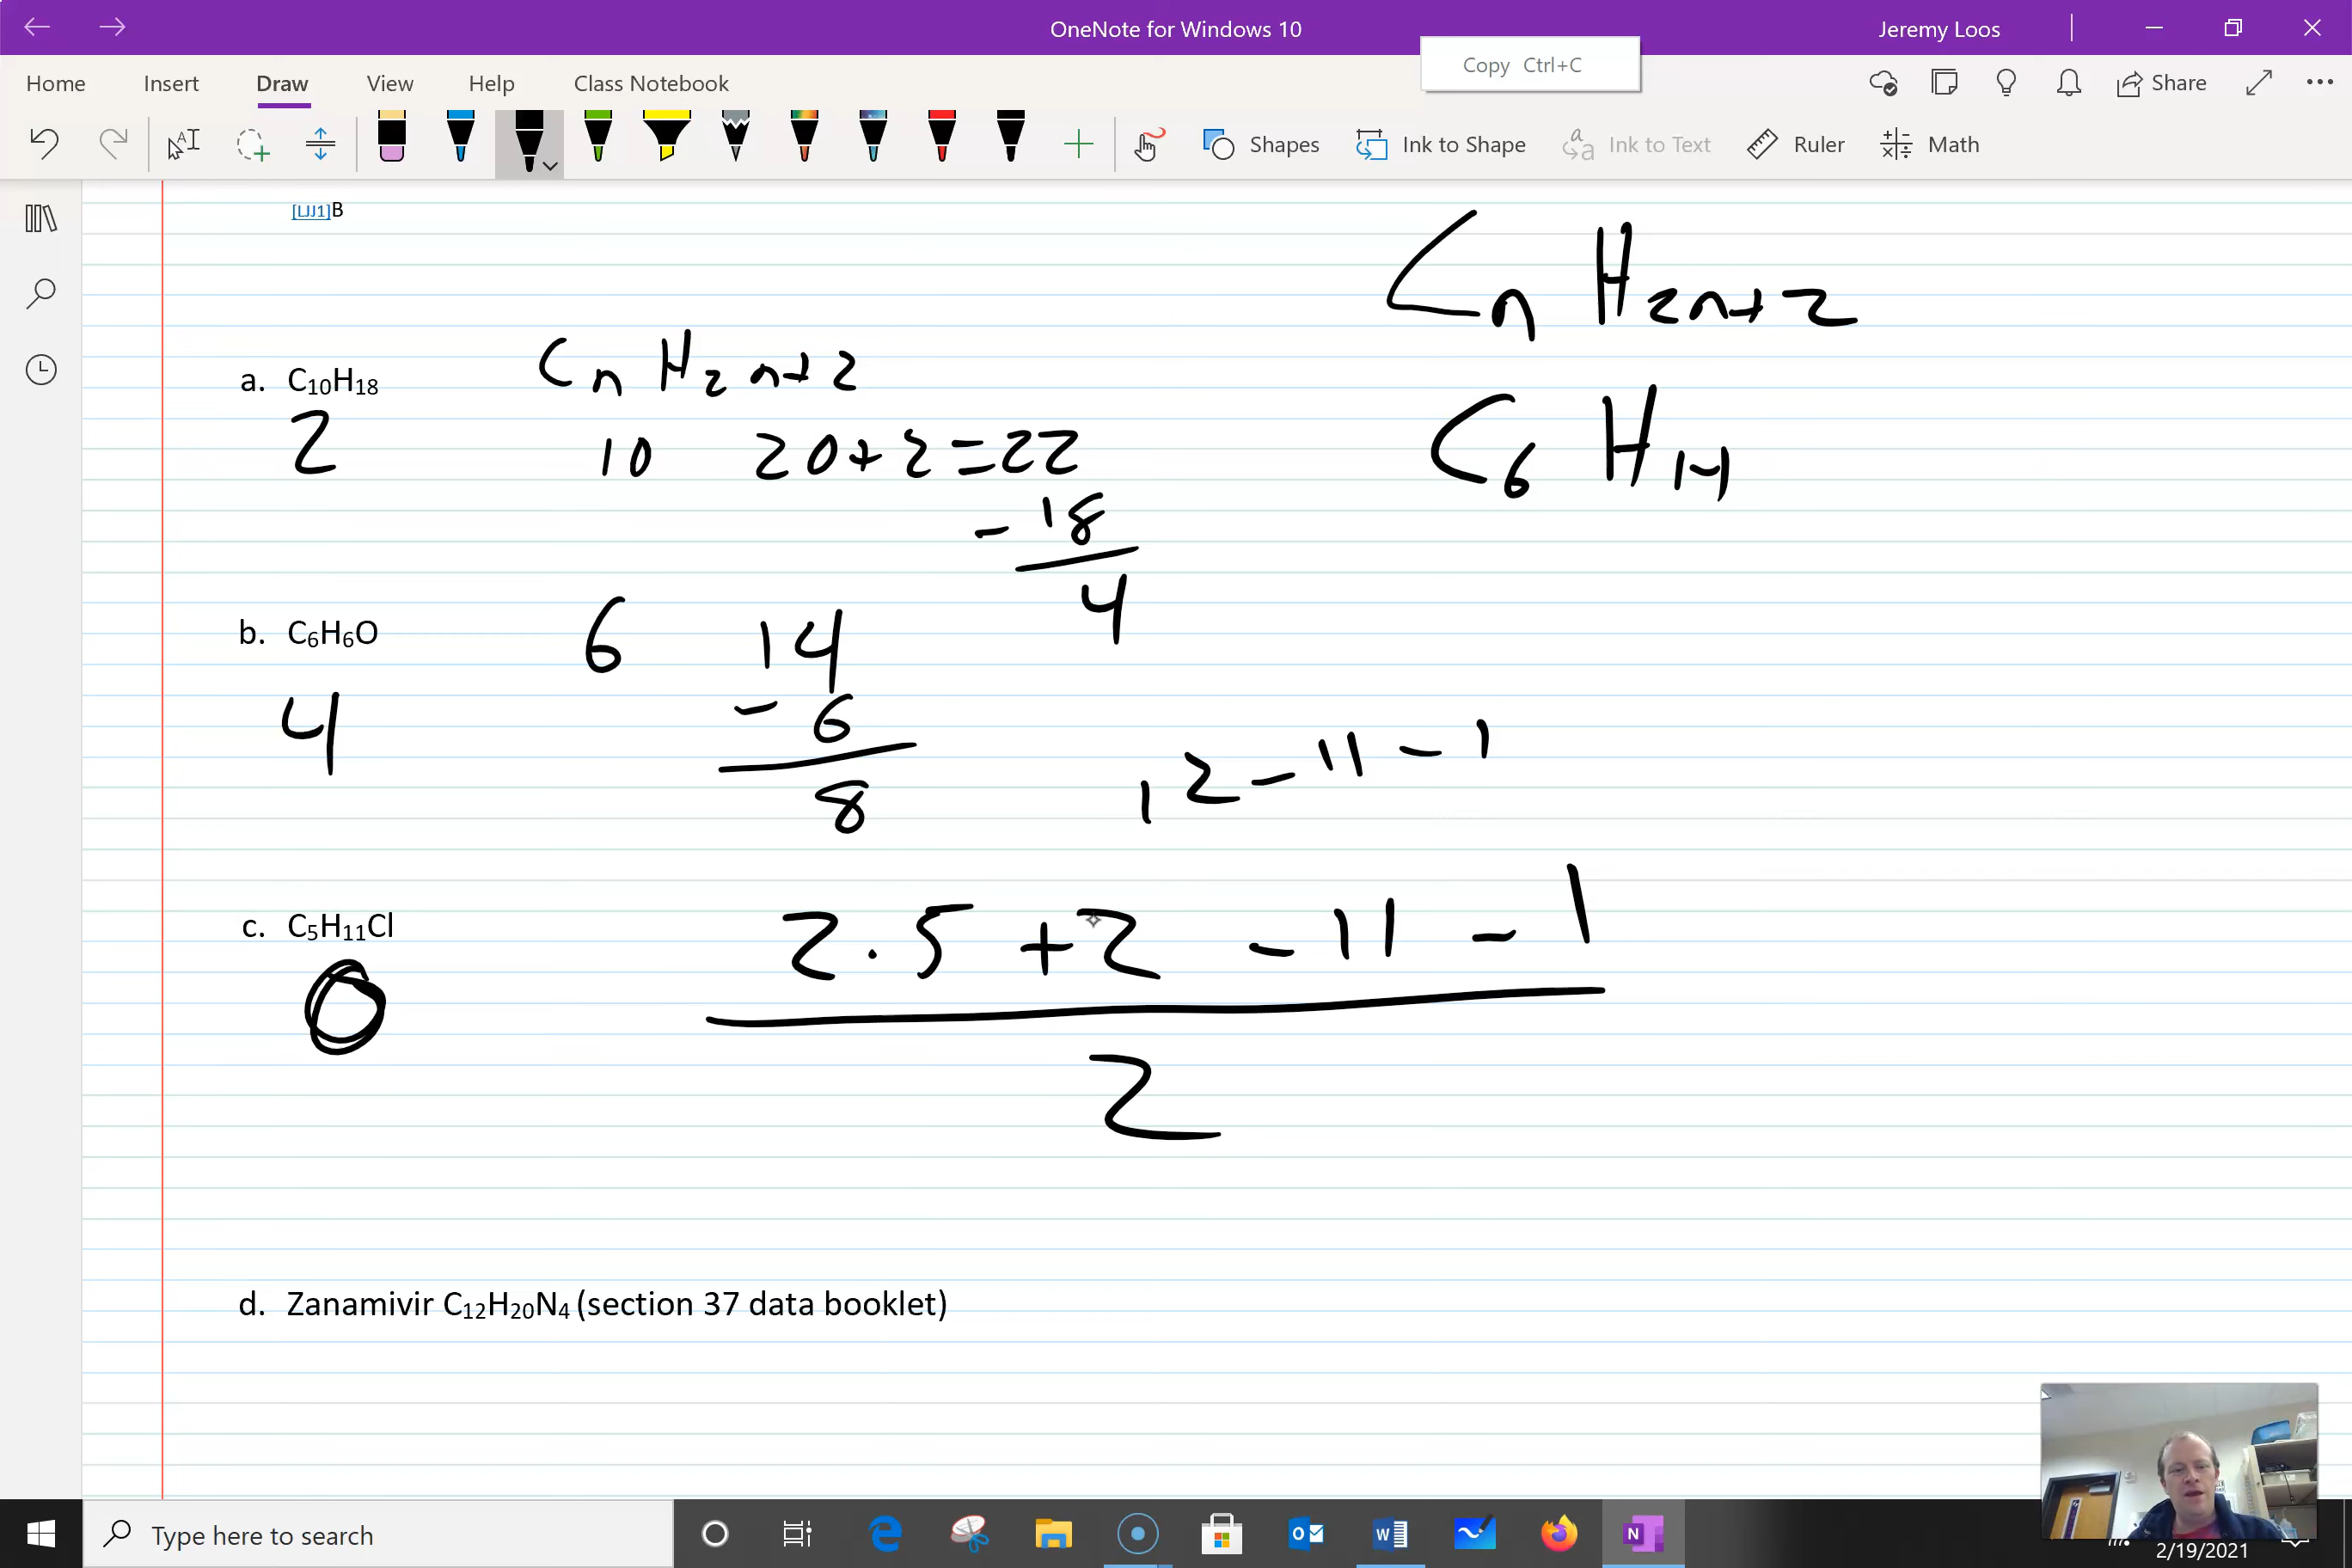 OneNote for Windows 10
Jeremy Loos
Copy Ctrl+C
Home Insert Draw View Help Class Notebook
Share
Shapes Ink to Shape Ink to Text Ruler Math
[LJJ1]B
CnH2n+2
a. C10H18 CnH2n+2
2 10 20+2=22
C6H14
- 18
4
b. C6H6O 6 14
- 6
4
8
12-11-1
c. C5H11Cl 2.5+2 -11-1
0
2
d. Zanamivir C12H20N4 (section 37 data booklet)
Type here to search
2/19/2021